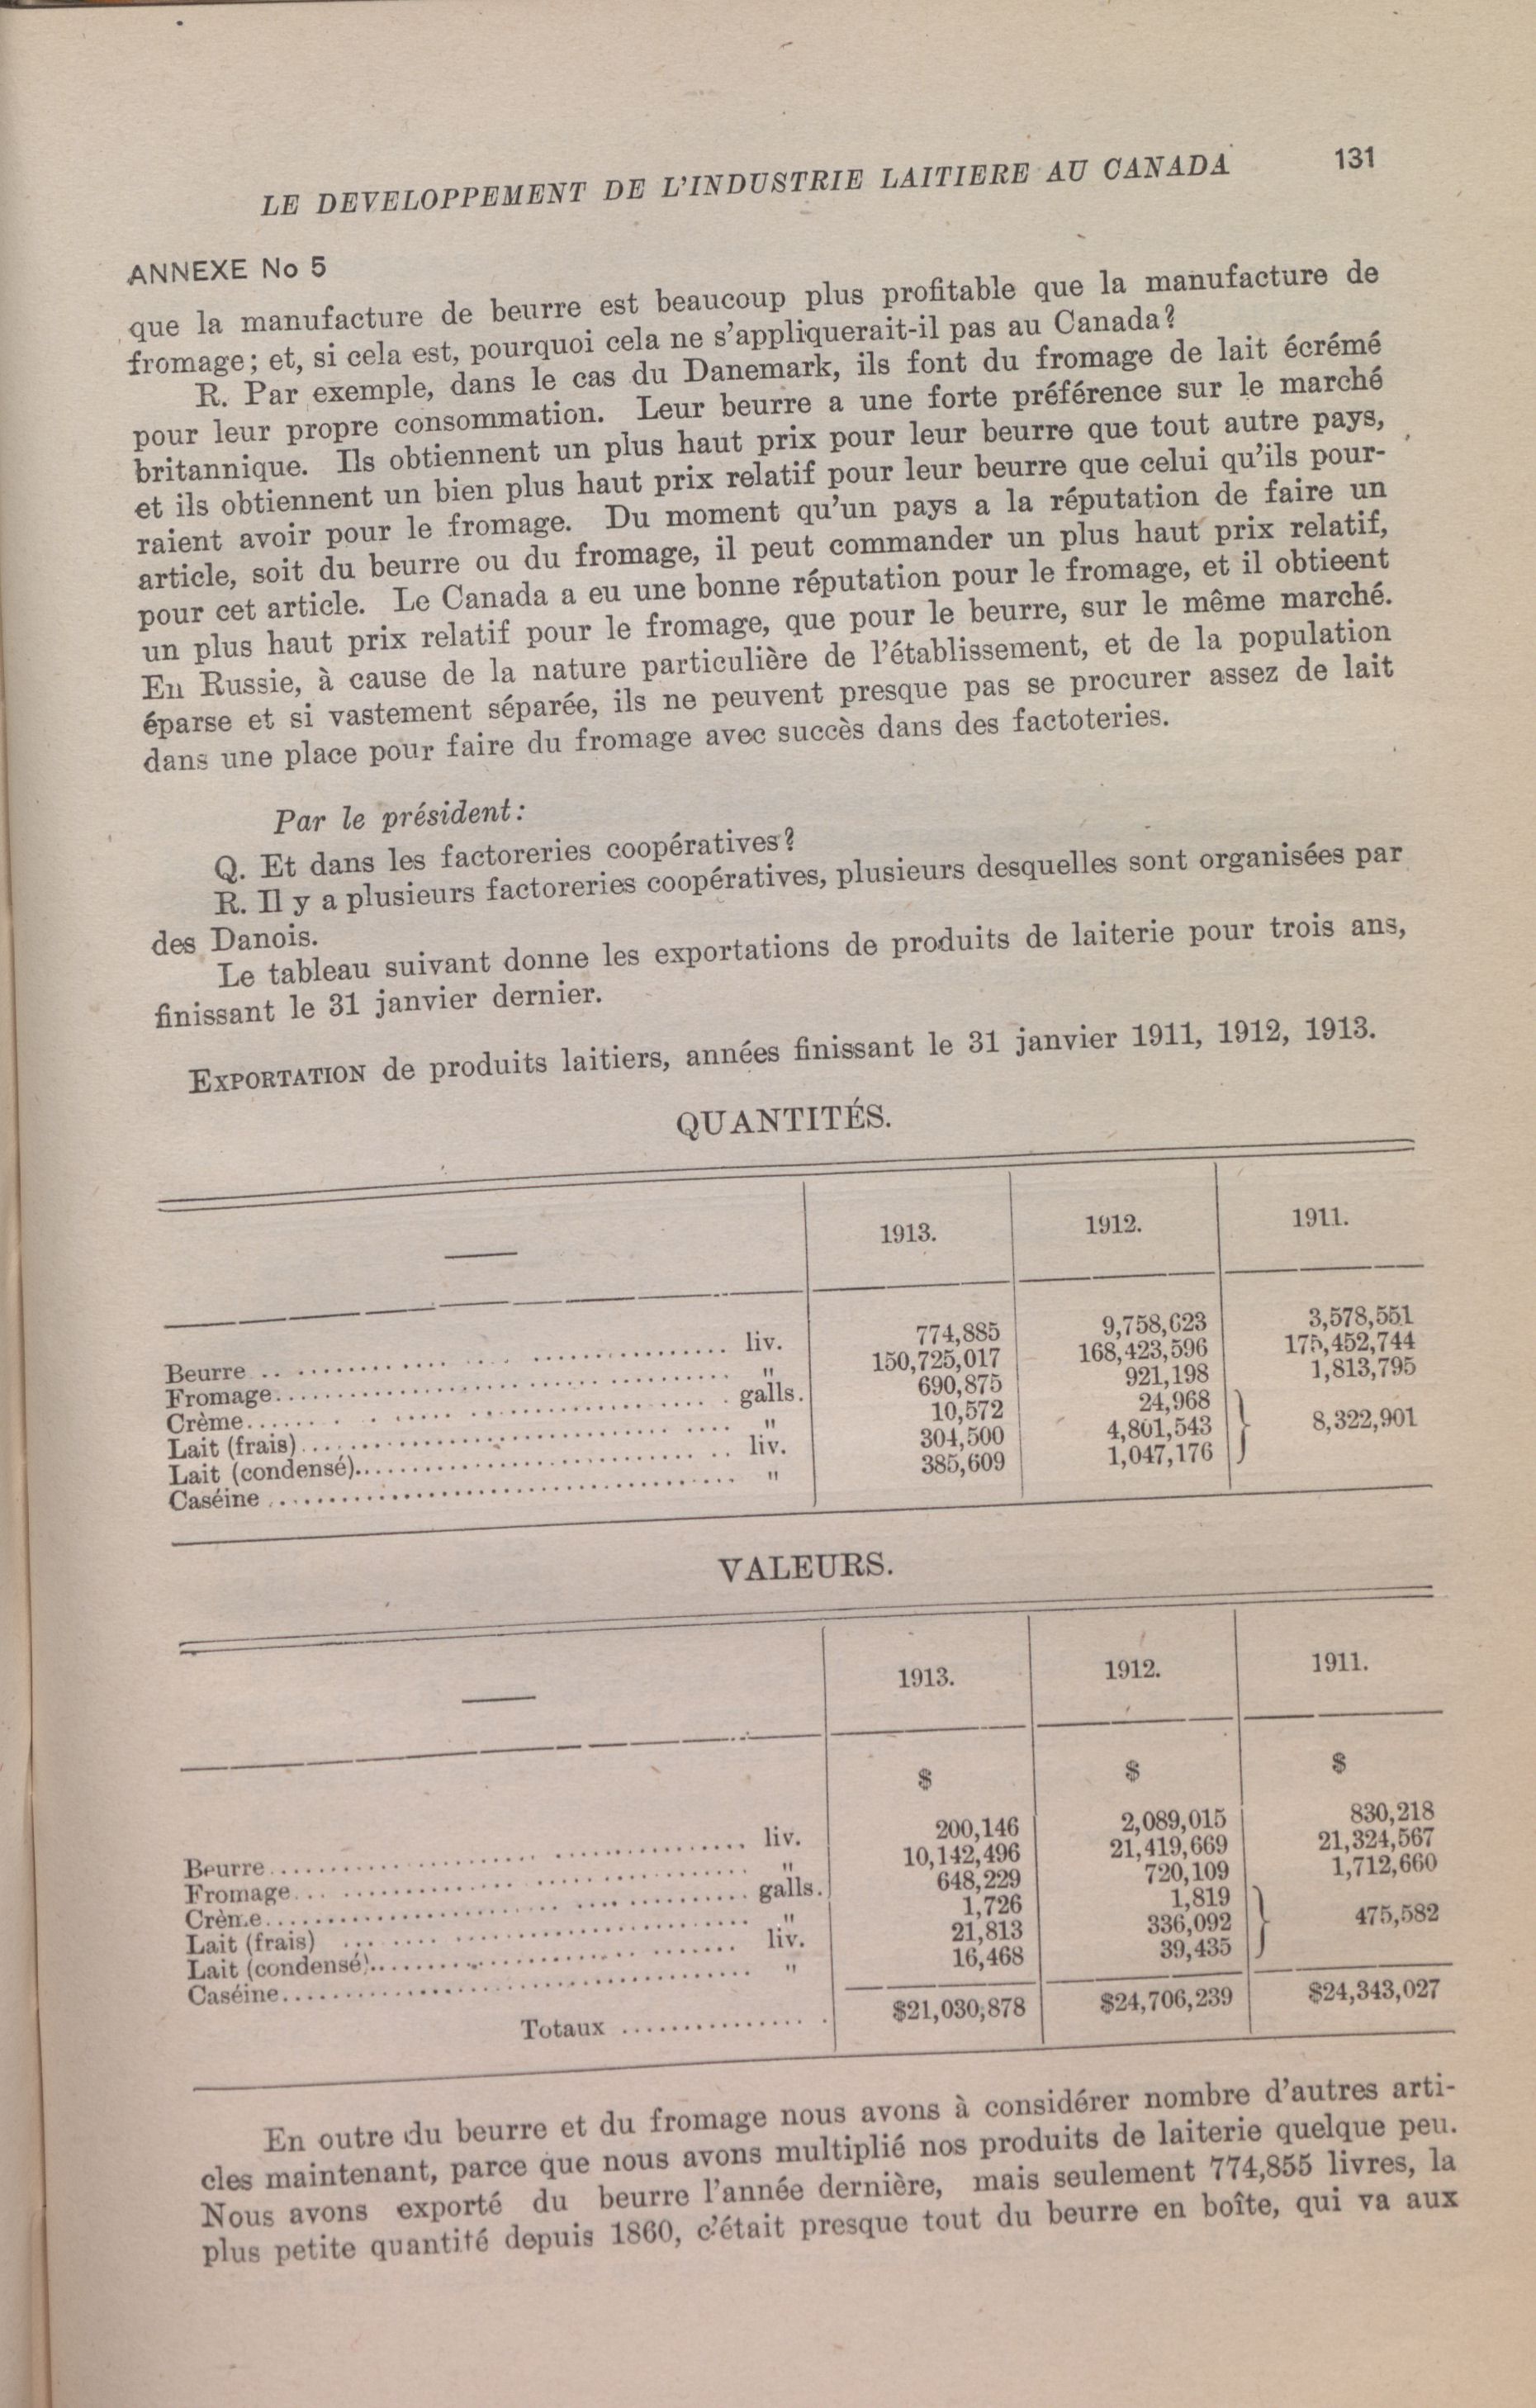 LE DEVELOPPEMENT DE L'INDUSTRIE LAITIERE AU CANADA 131
ANNEXE No 5
que la manufacture de beurre est beaucoup plus profitable que la manufacture de
fromage; et, si cela est, pourquoi cela ne s'appliquerait-il pas au Canada?
R. Par exemple, dans le cas du Danemark, ils font du fromage de lait écrémé
pour leur propre consommation. Leur beurre a une forte préférence sur le marché
britannique. Ils obtiennent un plus haut prix pour leur beurre que tout autre pays,
et ils obtiennent un bien plus haut prix relatif pour leur beurre que celui qu'ils pour-
raient avoir pour le fromage. Du moment qu'un pays a la réputation de faire un
article, soit du beurre ou du fromage, il peut commander un plus haut prix relatif,
pour cet article. Le Canada a eu une bonne réputation pour le fromage, et il obtieent
un plus haut prix relatif pour le fromage, que pour le beurre, sur le même marché.
En Russie, à cause de la nature particulière de l'établissement, et de la population
éparse et si vastement séparée, ils ne peuvent presque pas se procurer assez de lait
dans une place pour faire du fromage avec succès dans des factoteries.
Par le président:
Q. Et dans les factoreries coopératives?
R. Il y a plusieurs factoreries coopératives, plusieurs desquelles sont organisées par
des Danois.
Le tableau suivant donne les exportations de produits de laiterie pour trois ans,
finissant le 31 janvier dernier.
EXPORTATION de produits laitiers, années finissant le 31 janvier 1911, 1912, 1913.
QUANTITÉS.
1913. 1912. 1911.
Beurre liv. 774,885 9,758,623 3,578,551
Fromage " 150,725,017 168,423,596 175,452,744
Crème galls. 690,875 921,198 1,813,795
Lait (frais) " 10,572 24,968
Lait (condensé) liv. 304,500 4,801,543 8,322,901
Caséine " 385,609 1,047,176
VALEURS.
1913. 1912. 1911.
$ $ $
Beurre liv. 200,146 2,089,015 830,218
Fromage " 10,142,496 21,419,669 21,324,567
Crème galls. 648,229 720,109 1,712,660
Lait (frais) " 1,726 1,819
Lait (condensé) liv. 21,813 336,092 475,582
Caséine " 16,468 39,435
Totaux $21,030,878 $24,706,239 $24,343,027
En outre du beurre et du fromage nous avons à considérer nombre d'autres arti-
cles maintenant, parce que nous avons multiplié nos produits de laiterie quelque peu.
Nous avons exporté du beurre l'année dernière, mais seulement 774,855 livres, la
plus petite quantité depuis 1860, c'était presque tout du beurre en boîte, qui va aux